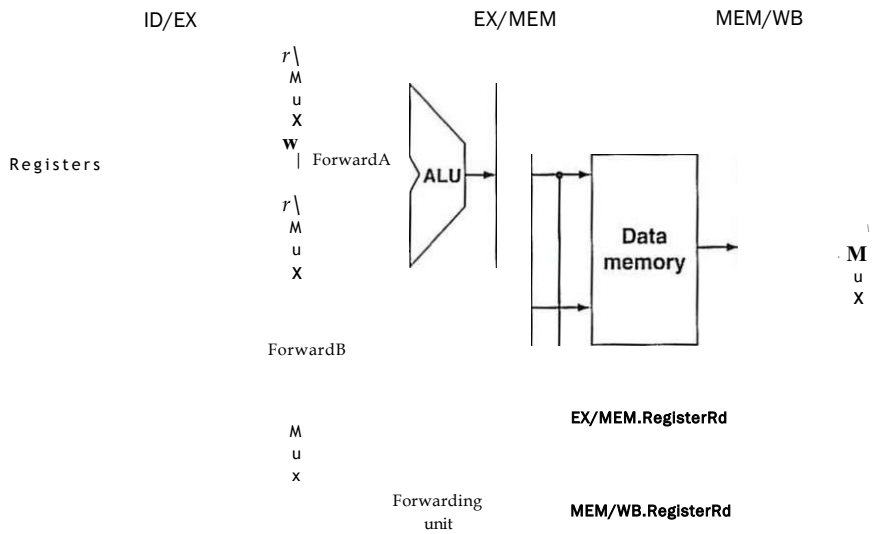 ID/EX EX/MEM MEM/WB
r\
M
u
X
w
| ForwardA
Registers
ALU
r\
M
u
X
Data
memory
M
u
X
ForwardB
EX/MEM.RegisterRd
M
u
x
Forwarding
unit
MEM/WB.RegisterRd